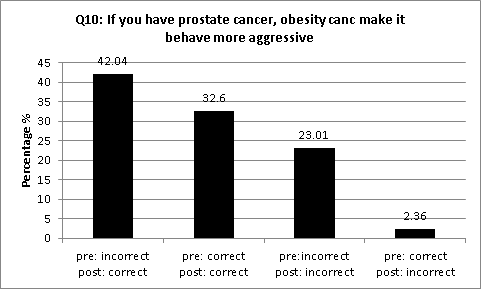 Q10: If you have prostate cancer, obesity canc make it
behave more aggressive
Percentage %
45
40
35
30
25
20
15
10
5
0
42.04
32.6
23.01
2.36
pre: incorrect
post: correct
pre: correct
post: correct
pre:incorrect
post: incorrect
pre: correct
post: incorrect